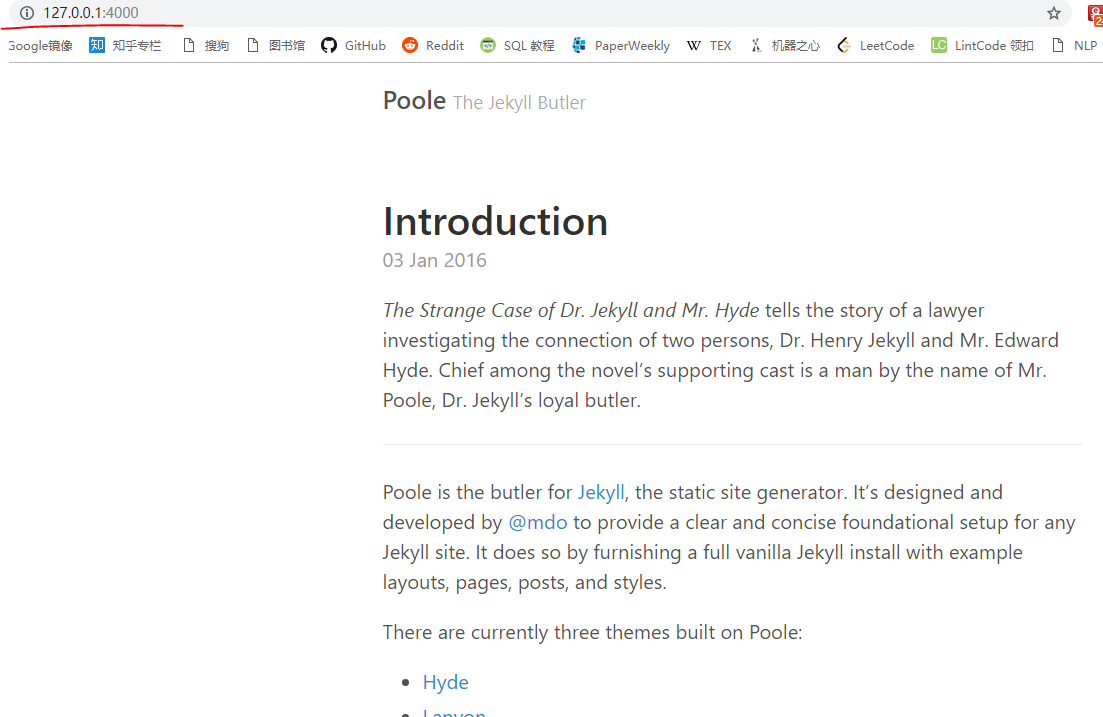 127.0.0.1:4000
Google镜像 知 知乎专栏 搜狗 图书馆 GitHub Reddit SQL 教程 PaperWeekly W TEX 机器之心 LeetCode LC LintCode 领扣 NLP
2
Poole The Jekyll Butler
Introduction
03 Jan 2016
The Strange Case of Dr. Jekyll and Mr. Hyde tells the story of a lawyer
investigating the connection of two persons, Dr. Henry Jekyll and Mr. Edward
Hyde. Chief among the novel’s supporting cast is a man by the name of Mr.
Poole, Dr. Jekyll’s loyal butler.
Poole is the butler for Jekyll, the static site generator. It’s designed and
developed by @mdo to provide a clear and concise foundational setup for any
Jekyll site. It does so by furnishing a full vanilla Jekyll install with example
layouts, pages, posts, and styles.
There are currently three themes built on Poole:
Hyde
Lanyon